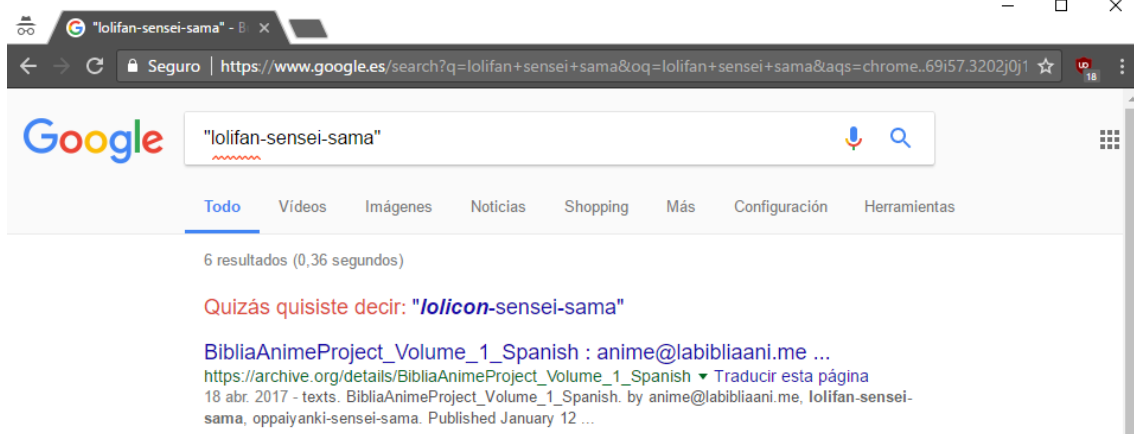 "lolifan-sensei-sama" - B
Seguro | https://www.google.es/search?q=lolifan+sensei+sama&oq=lolifan+sensei+sama&aqs=chrome..69i57.3202j0j1
18
Google
"lolifan-sensei-sama"
Todo Vídeos Imágenes Noticias Shopping Más Configuración Herramientas
6 resultados (0,36 segundos)
Quizás quisiste decir: "lolicon-sensei-sama"
BibliaAnimeProject_Volume_1_Spanish : anime@labibliaani.me ...
https://archive.org/details/BibliaAnimeProject_Volume_1_Spanish ▾ Traducir esta página
18 abr. 2017 - texts. BibliaAnimeProject_Volume_1_Spanish. by anime@labibliaani.me, lolifan-sensei-
sama, oppaiyanki-sensei-sama. Published January 12 ...